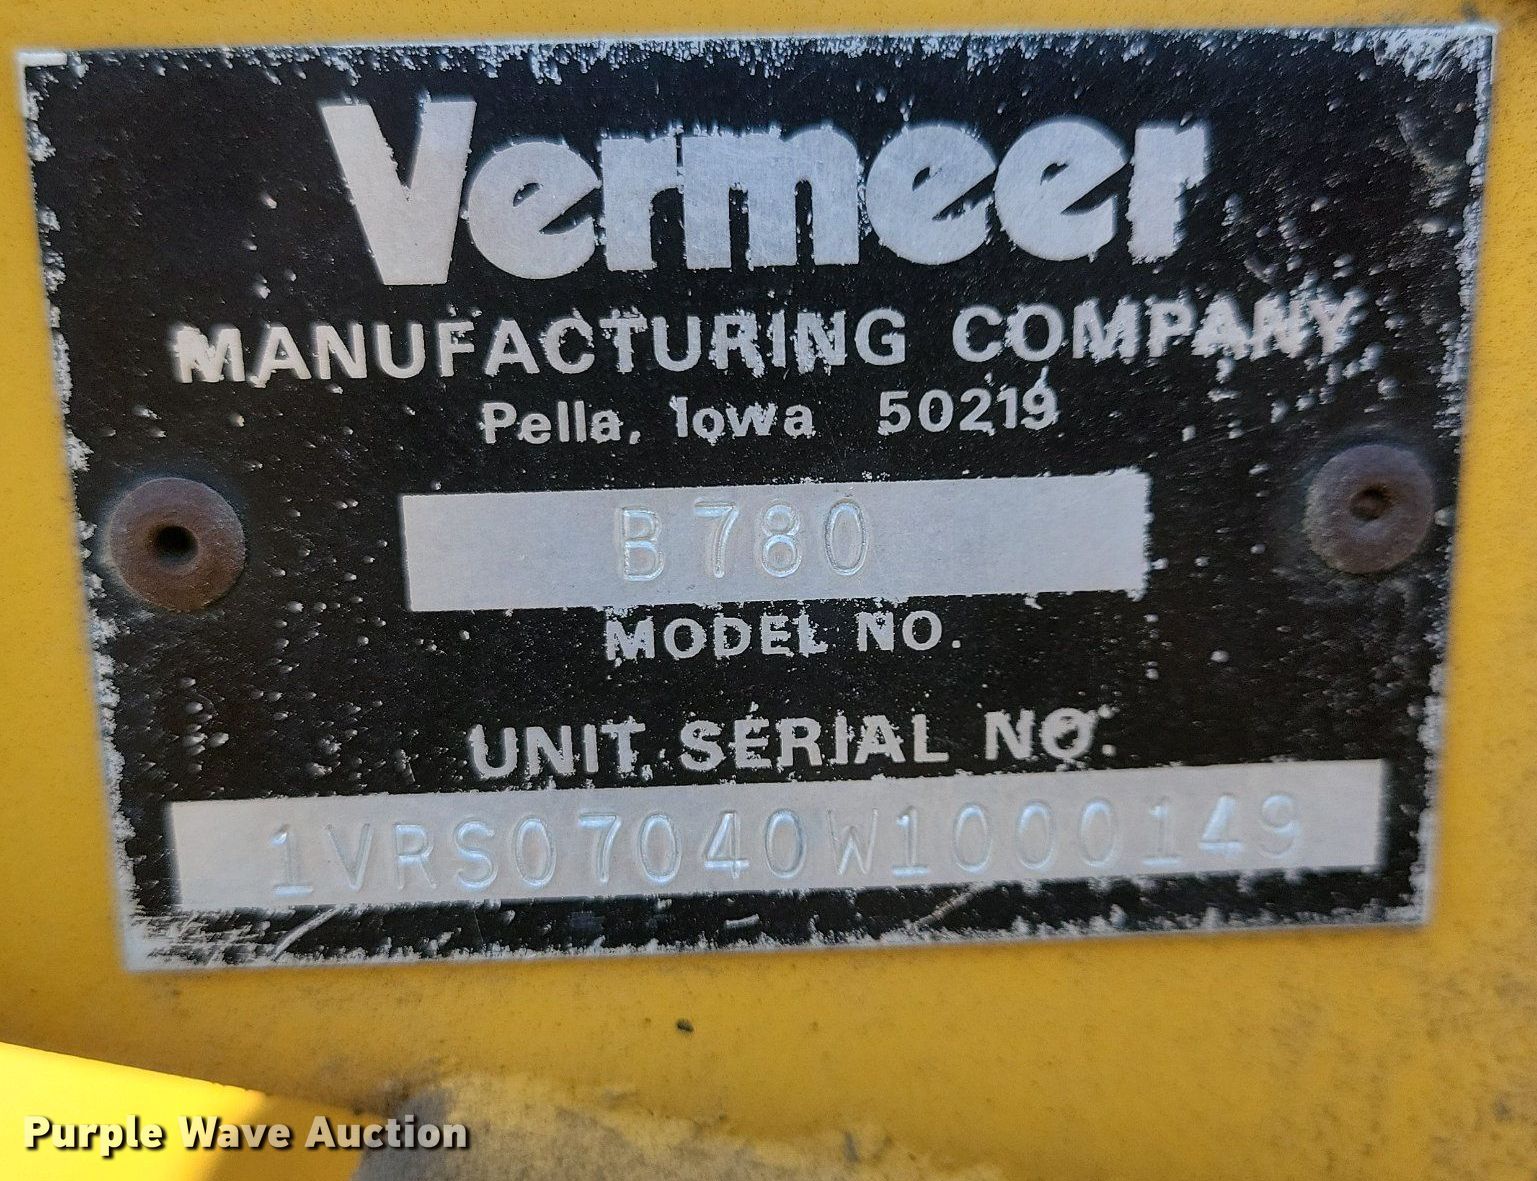 Vermeer
MANUFACTURING COMPANY
Pella, Iowa 50219
B780
MODEL NO.
UNIT SERIAL NO.
1VRS07040W1000149
Purple Wave Auction